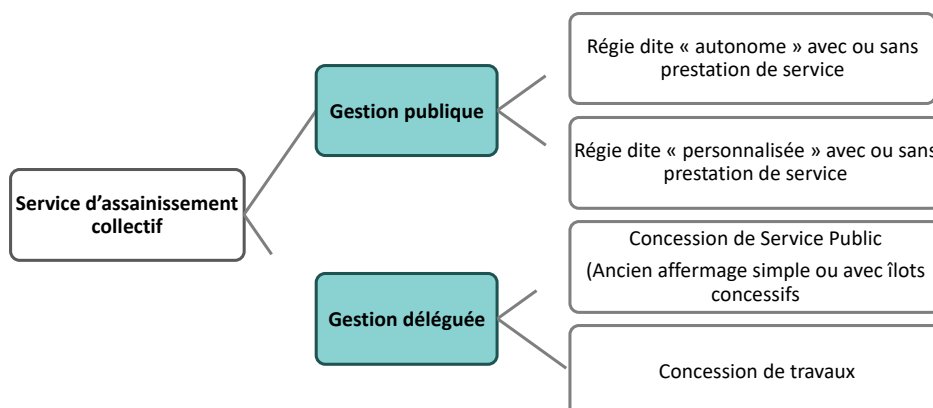 Régie dite « autonome » avec ou sans
prestation de service
Gestion publique
Régie dite « personnalisée » avec ou sans
prestation de service
Service d'assainissement
collectif
Concession de Service Public
(Ancien affermage simple ou avec îlots
concessifs
Gestion déléguée
Concession de travaux